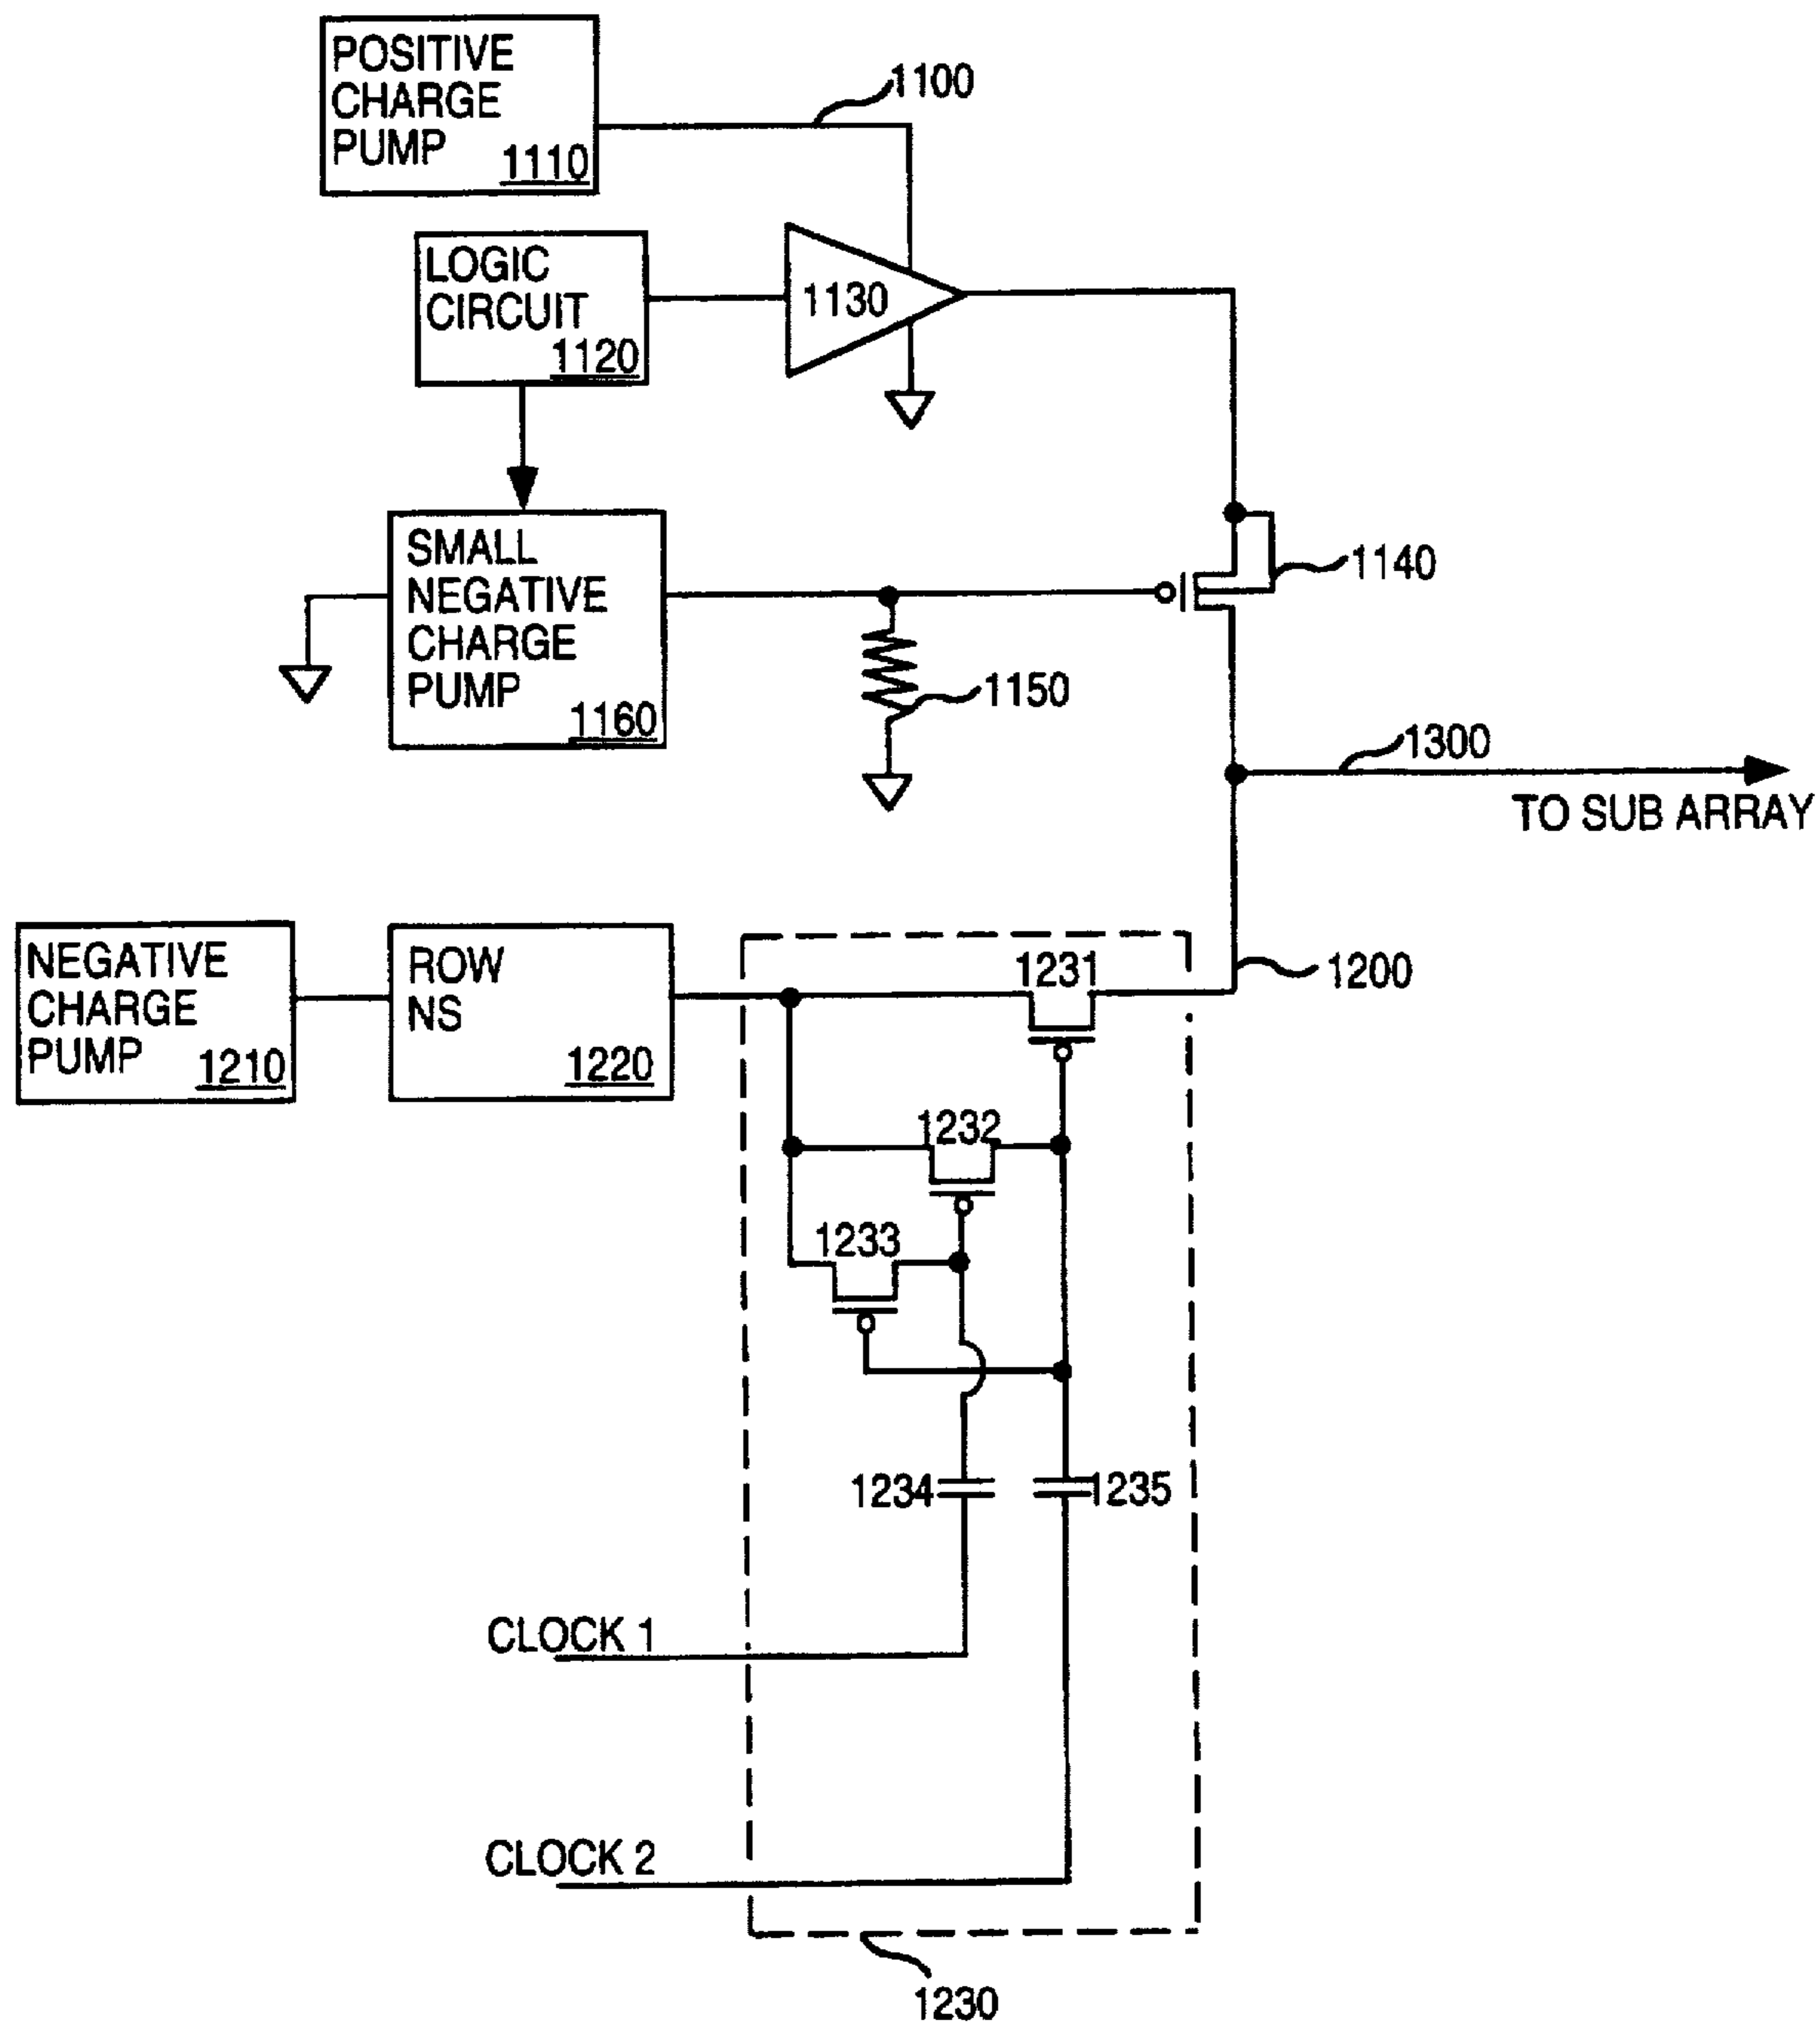 POSITIVE
CHARGE
PUMP
1110
1100
LOGIC
CIRCUIT
1120
1130
SMALL
NEGATIVE
CHARGE
PUMP
1160
1140
1150
1300
TO SUB ARRAY
NEGATIVE
CHARGE
PUMP
1210
ROW
NS
1220
1231
1200
1232
1233
1234
1235
CLOCK 1
CLOCK 2
1230